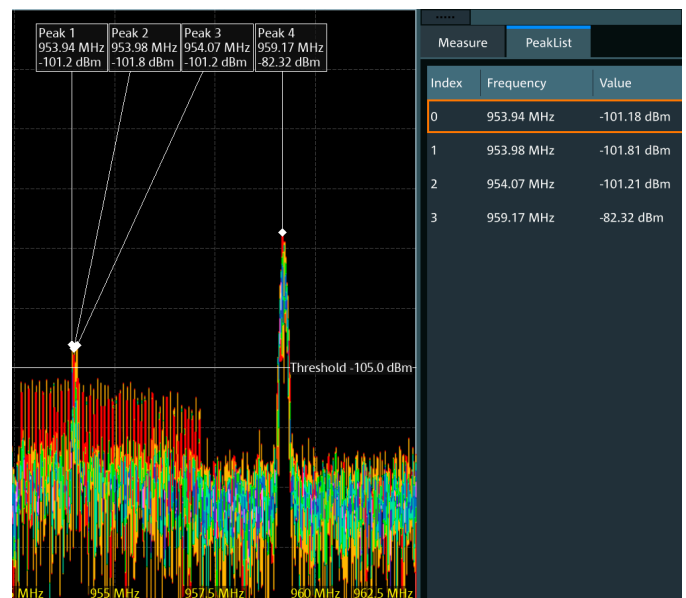 Peak 1
953.94 MHz
-101.2 dBm
Peak 2
953.98 MHz
-101.8 dBm
Peak 3
954.07 MHz
-101.2 dBm
Peak 4
959.17 MHz
-82.32 dBm
Threshold -105.0 dBm
MHz
955 MHz
957.5 MHz
960 MHz
962.5 MHz
Measure
PeakList
Index Frequency Value
0 953.94 MHz -101.18 dBm
1 953.98 MHz -101.81 dBm
2 954.07 MHz -101.21 dBm
3 959.17 MHz -82.32 dBm